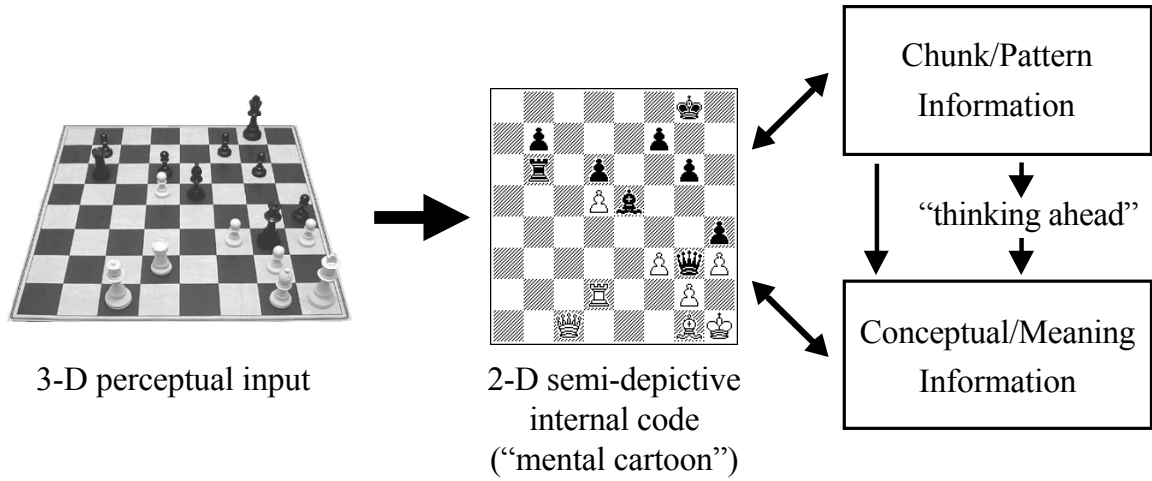 Chunk/Pattern
Information
“thinking ahead”
Conceptual/Meaning
Information
3-D perceptual input
2-D semi-depictive
internal code
(“mental cartoon”)